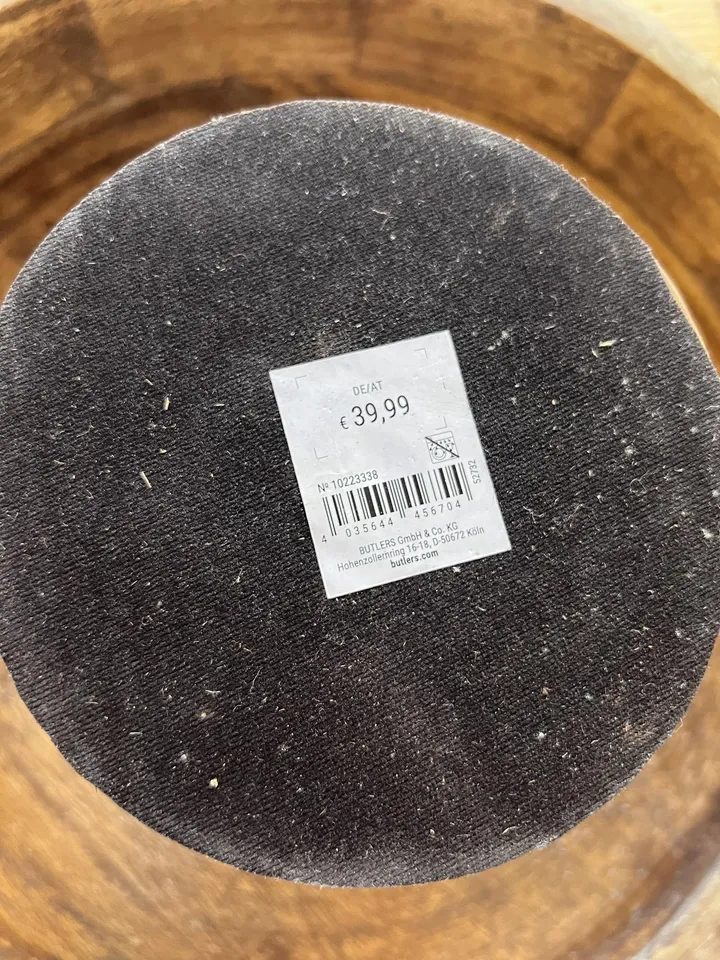 DE/AT
€ 39,99
Nº 10223338
52732
4 035644 456704
BUTLERS GmbH & Co. KG
Hohenzollernring 16-18, D-50672 Köln
butlers.com